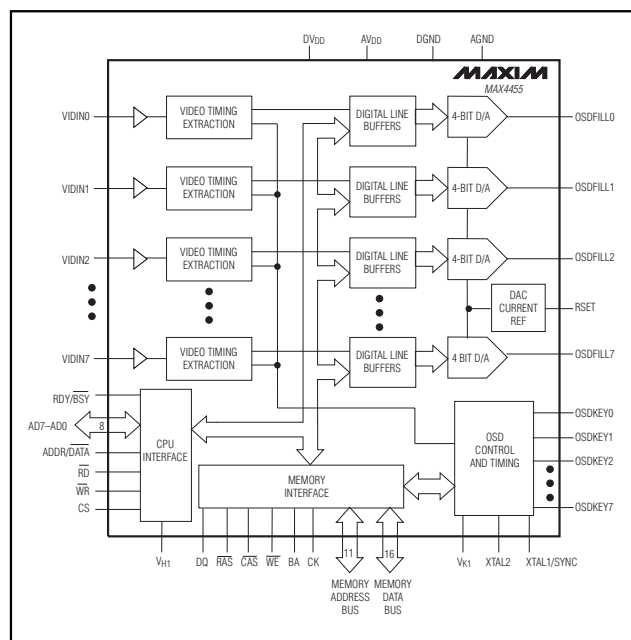 DVDD AVDD DGND AGND
MAXIM
MAX4455
VIDIN0
VIDEO TIMING
EXTRACTION
DIGITAL LINE
BUFFERS
4-BIT D/A
OSDFILL0
VIDIN1
VIDEO TIMING
EXTRACTION
DIGITAL LINE
BUFFERS
4-BIT D/A
OSDFILL1
VIDIN2
VIDEO TIMING
EXTRACTION
DIGITAL LINE
BUFFERS
4-BIT D/A
OSDFILL2
DAC
CURRENT
REF
RSET
VIDIN7
VIDEO TIMING
EXTRACTION
DIGITAL LINE
BUFFERS
4 BIT D/A
OSDFILL7
RDY/BSY
AD7–AD0
8
ADDR/DATA
RD
WR
CS
CPU
INTERFACE
MEMORY
INTERFACE
OSD
CONTROL
AND TIMING
OSDKEY0
OSDKEY1
OSDKEY2
OSDKEY7
VH1
DQ
RAS
CAS
WE
BA
CK
11
MEMORY
ADDRESS
BUS
16
MEMORY
DATA
BUS
VK1
XTAL2
XTAL1/SYNC